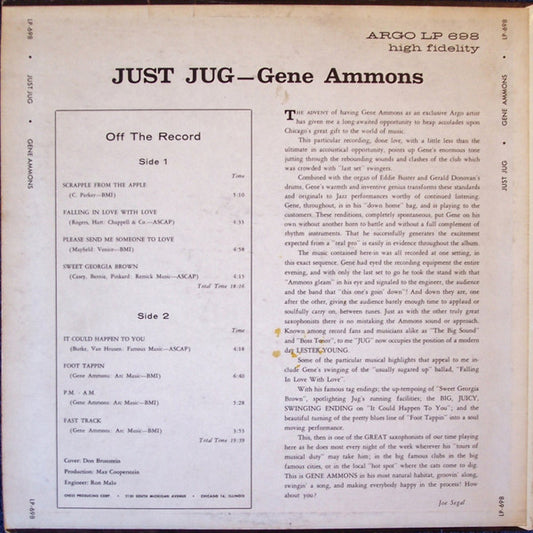 ARGO LP 698
high fidelity
JUST JUG—Gene Ammons
Off The Record
Side 1
Time
SCRAPPLE FROM THE APPLE
(C. Parker—BMI) 5:10
FALLING IN LOVE WITH LOVE
(Rogers, Hart: Chappell & Co.—ASCAP) 4:35
PLEASE SEND ME SOMEONE TO LOVE
(Mayfield: Venice—BMI) 4:58
SWEET GEORGIA BROWN
(Casey, Bernie, Pinkard: Remick Music—ASCAP) 4:15
Total Time 18:16
Side 2
Time
IT COULD HAPPEN TO YOU
(Burke, Van Heusen: Famous Music—ASCAP) 4:18
FOOT TAPPIN
(Gene Ammons: Arc Music—BMI) 6:40
P.M. - A.M.
(Gene Ammons: Arc Music—BMI) 5:28
FAST TRACK
(Gene Ammons: Arc Music—BMI) 3:53
Total Time 19:39
Cover: Don Bronstein
Production: Max Cooperstein
Engineer: Ron Malo
CHESS PRODUCING CORP. • 2120 SOUTH MICHIGAN AVENUE • CHICAGO 16, ILLINOIS
THE ADVENT of having Gene Ammons as an exclusive Argo artist
has given me a long-awaited opportunity to heap accolades upon
Chicago's great gift to the world of music.
This particular recording, done live, with a little less than the
ultimate in acoustical opportunity, points up Gene's enormous tone
jutting through the rebounding sounds and clashes of the club which
was crowded with "last set" swingers.
Combined with the organ of Eddie Buster and Gerald Donovan's
drums, Gene's warmth and inventive genius transforms these standards
and originals to Jazz performances worthy of continued listening.
Gene, throughout, is in his "down home" bag, and is playing to the
customers. These renditions, completely spontaneous, put Gene on his
own without another horn to battle and without a full complement of
rhythm instruments. That he successfully generates the excitement
expected from a "real pro" is easily in evidence throughout the album.
The music contained here-in was all recorded at one setting, in
this exact sequence. Gene had eyed the recording equipment the entire
evening, and with only the last set to go he took the stand with that
"Ammons gleam" in his eye and signaled to the engineer, the audience
and the band that "this one's goin' down"! And down they are, one
after the other, giving the audience barely enough time to applaud or
soulfully carry on, between tunes. Just as with the other truly great
saxophonists there is no mistaking the Ammons sound or approach.
Known among record fans and musicians alike as "The Big Sound"
and "Boss Tenor", to me "JUG" now occupies the position of a modern
day LESTER YOUNG.
Some of the particular musical highlights that appeal to me in-
clude Gene's swinging of the "usually sugared up" ballad, "Falling
In Love With Love".
With his famous tag endings; the up-tempoing of "Sweet Georgia
Brown", spotlighting Jug's running facilities; the BIG, JUICY,
SWINGING ENDING on "It Could Happen To You"; and the
beautiful turning of the pretty blues line of "Foot Tappin" into a soul
moving performance.
This, then is one of the GREAT saxophonists of our time playing
here as he does most every night of the week wherever his "tours of
musical duty" may take him; in the big famous clubs in the big
famous cities, or in the local "hot spot" where the cats come to dig.
This is GENE AMMONS in his most natural habitat, groovin' along,
swingin' a song, and making everybody happy in the process! How
about you?
Joe Segal
LP-698 • JUST JUG • GENE AMMONS
LP-698
LP-698 • GENE AMMONS • JUST JUG
LP-698